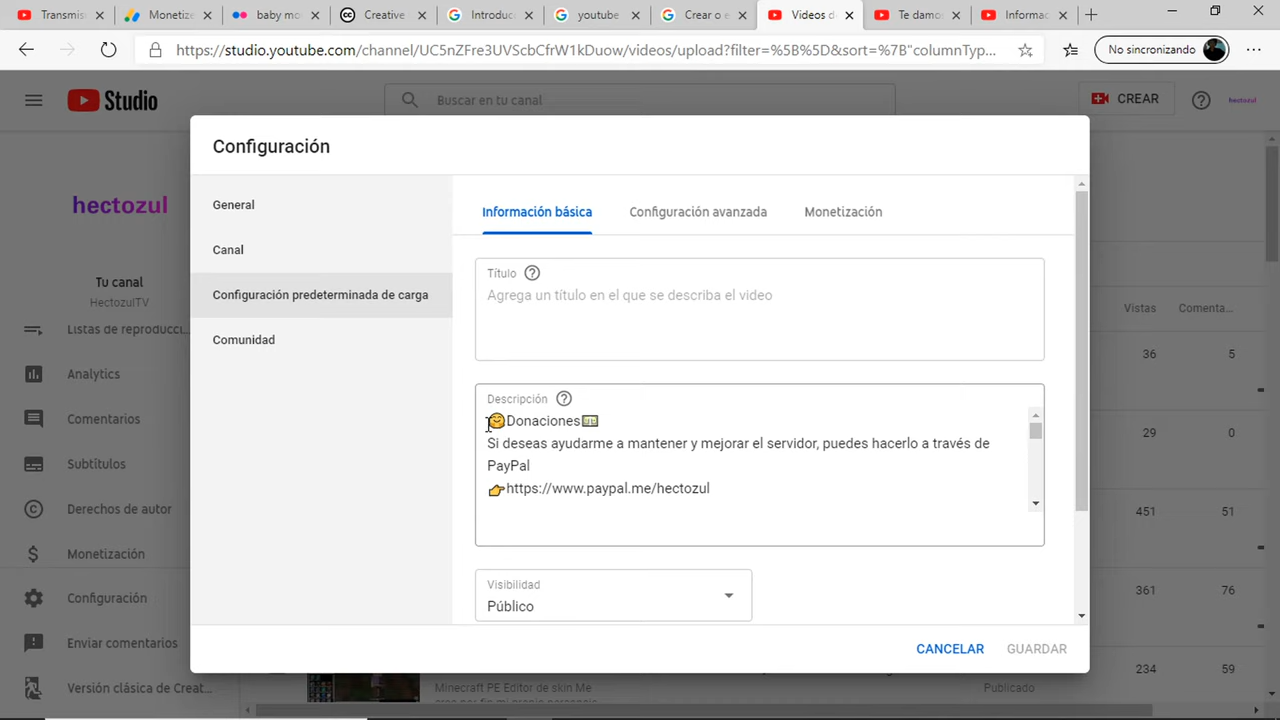 Transmis
Monetize
baby mo
Creative
Introduc
youtube
Crear o e
Videos d
Te damo
Informac
https://studio.youtube.com/channel/UC5nZFre3UVScbCfrW1kDuow/videos/upload?filter=%5B%5D&sort=%7B"columnTyp...
No sincronizando
Studio
Buscar en tu canal
CREAR
hectozul
hectozul
Tu canal
HectozulTV
Listas de reproducci...
Analytics
Comentarios
Subtítulos
Derechos de autor
Monetización
Configuración
Enviar comentarios
Versión clásica de Creat...
Configuración
General
Canal
Configuración predeterminada de carga
Comunidad
Información básica
Configuración avanzada
Monetización
Título
Agrega un título en el que se describa el video
Descripción
🤗Donaciones💵
Si deseas ayudarme a mantener y mejorar el servidor, puedes hacerlo a través de
PayPal
👉https://www.paypal.me/hectozul
Visibilidad
Público
CANCELAR
GUARDAR
Vistas
Comenta...
36
5
29
0
451
51
361
76
234
59
Minecraft PE Editor de skin Me
Publicado